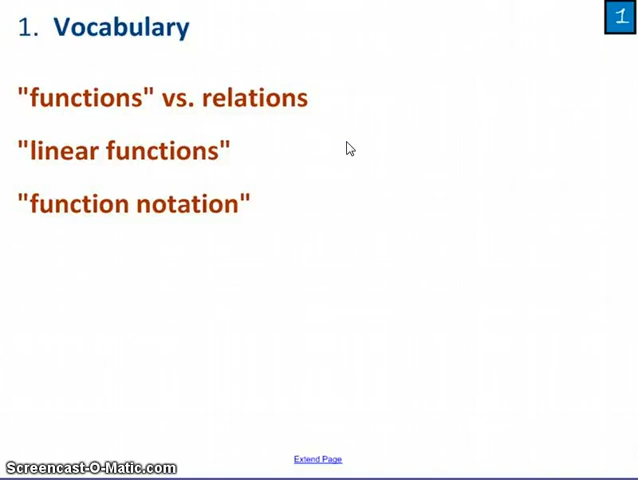 1. Vocabulary
1
"functions" vs. relations
"linear functions"
"function notation"
Extend Page
Screencast-O-Matic.com